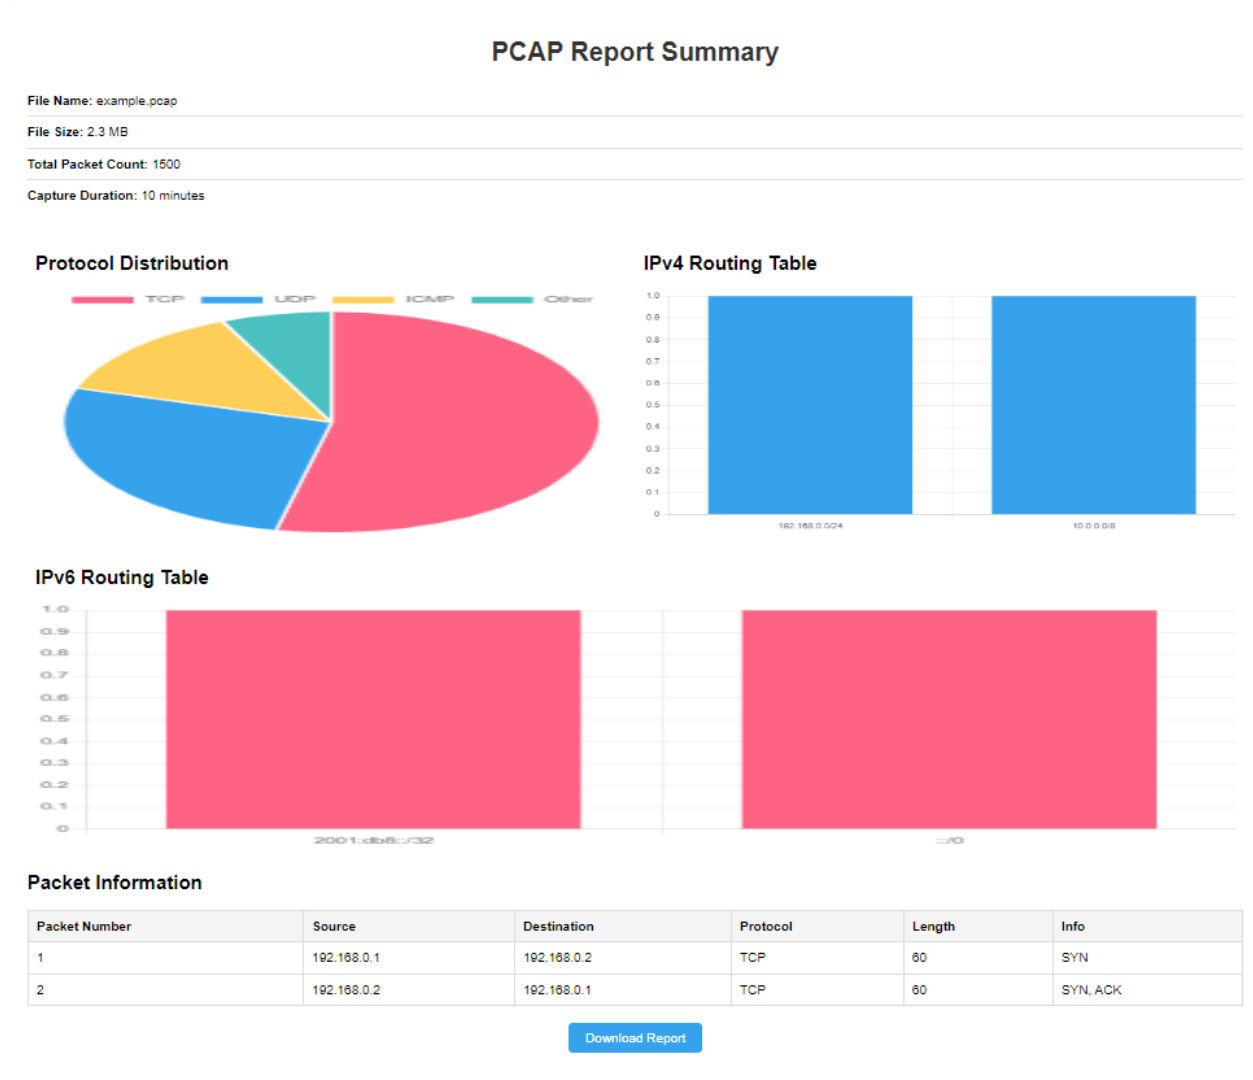 PCAP Report Summary
File Name: example.pcap
File Size: 2.3 MB
Total Packet Count: 1500
Capture Duration: 10 minutes
Protocol Distribution
TCP UDP ICMP Other
IPv4 Routing Table
1.0
0.9
0.8
0.7
0.6
0.5
0.4
0.3
0.2
0.1
0
192.168.0.0/24 10.0.0.0/8
IPv6 Routing Table
1.0
0.9
0.8
0.7
0.6
0.5
0.4
0.3
0.2
0.1
0
2001:db8::/32 ::/0
Packet Information
Packet Number Source Destination Protocol Length Info
1 192.168.0.1 192.168.0.2 TCP 60 SYN
2 192.168.0.2 192.168.0.1 TCP 60 SYN, ACK
Download Report